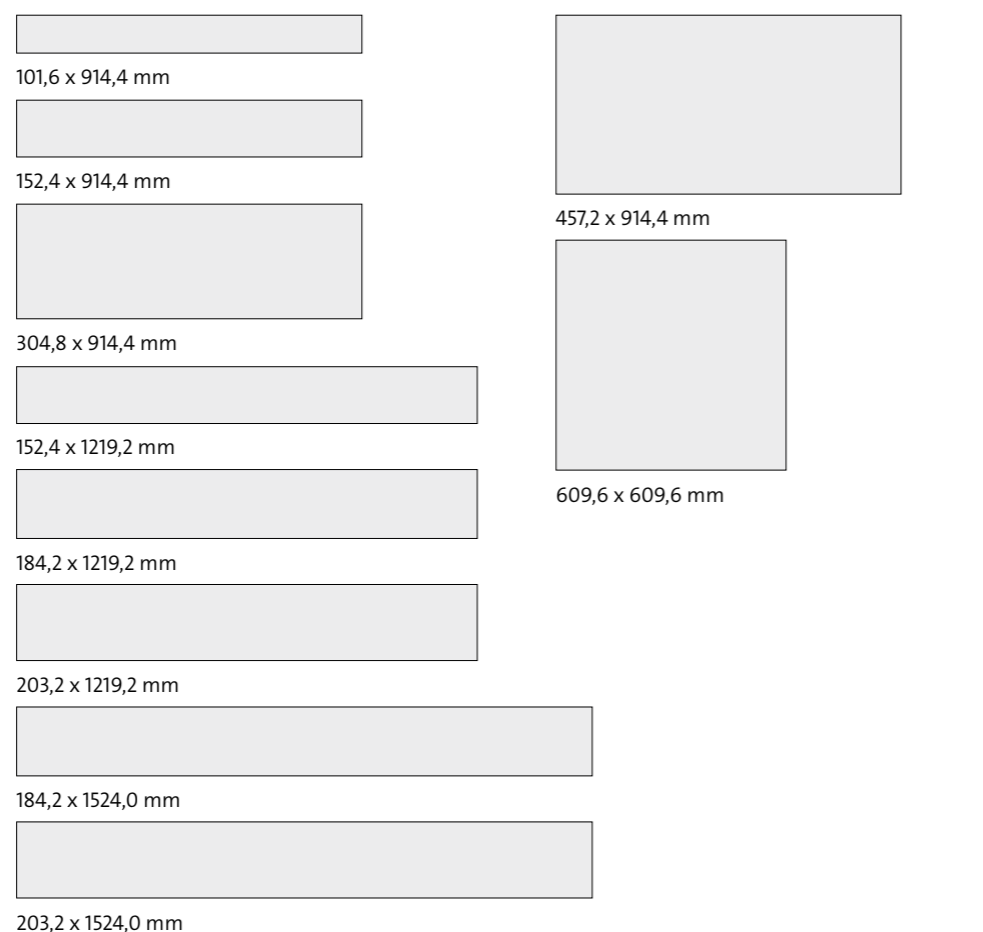 101,6 x 914,4 mm
152,4 x 914,4 mm
304,8 x 914,4 mm
152,4 x 1219,2 mm
184,2 x 1219,2 mm
203,2 x 1219,2 mm
184,2 x 1524,0 mm
203,2 x 1524,0 mm
457,2 x 914,4 mm
609,6 x 609,6 mm